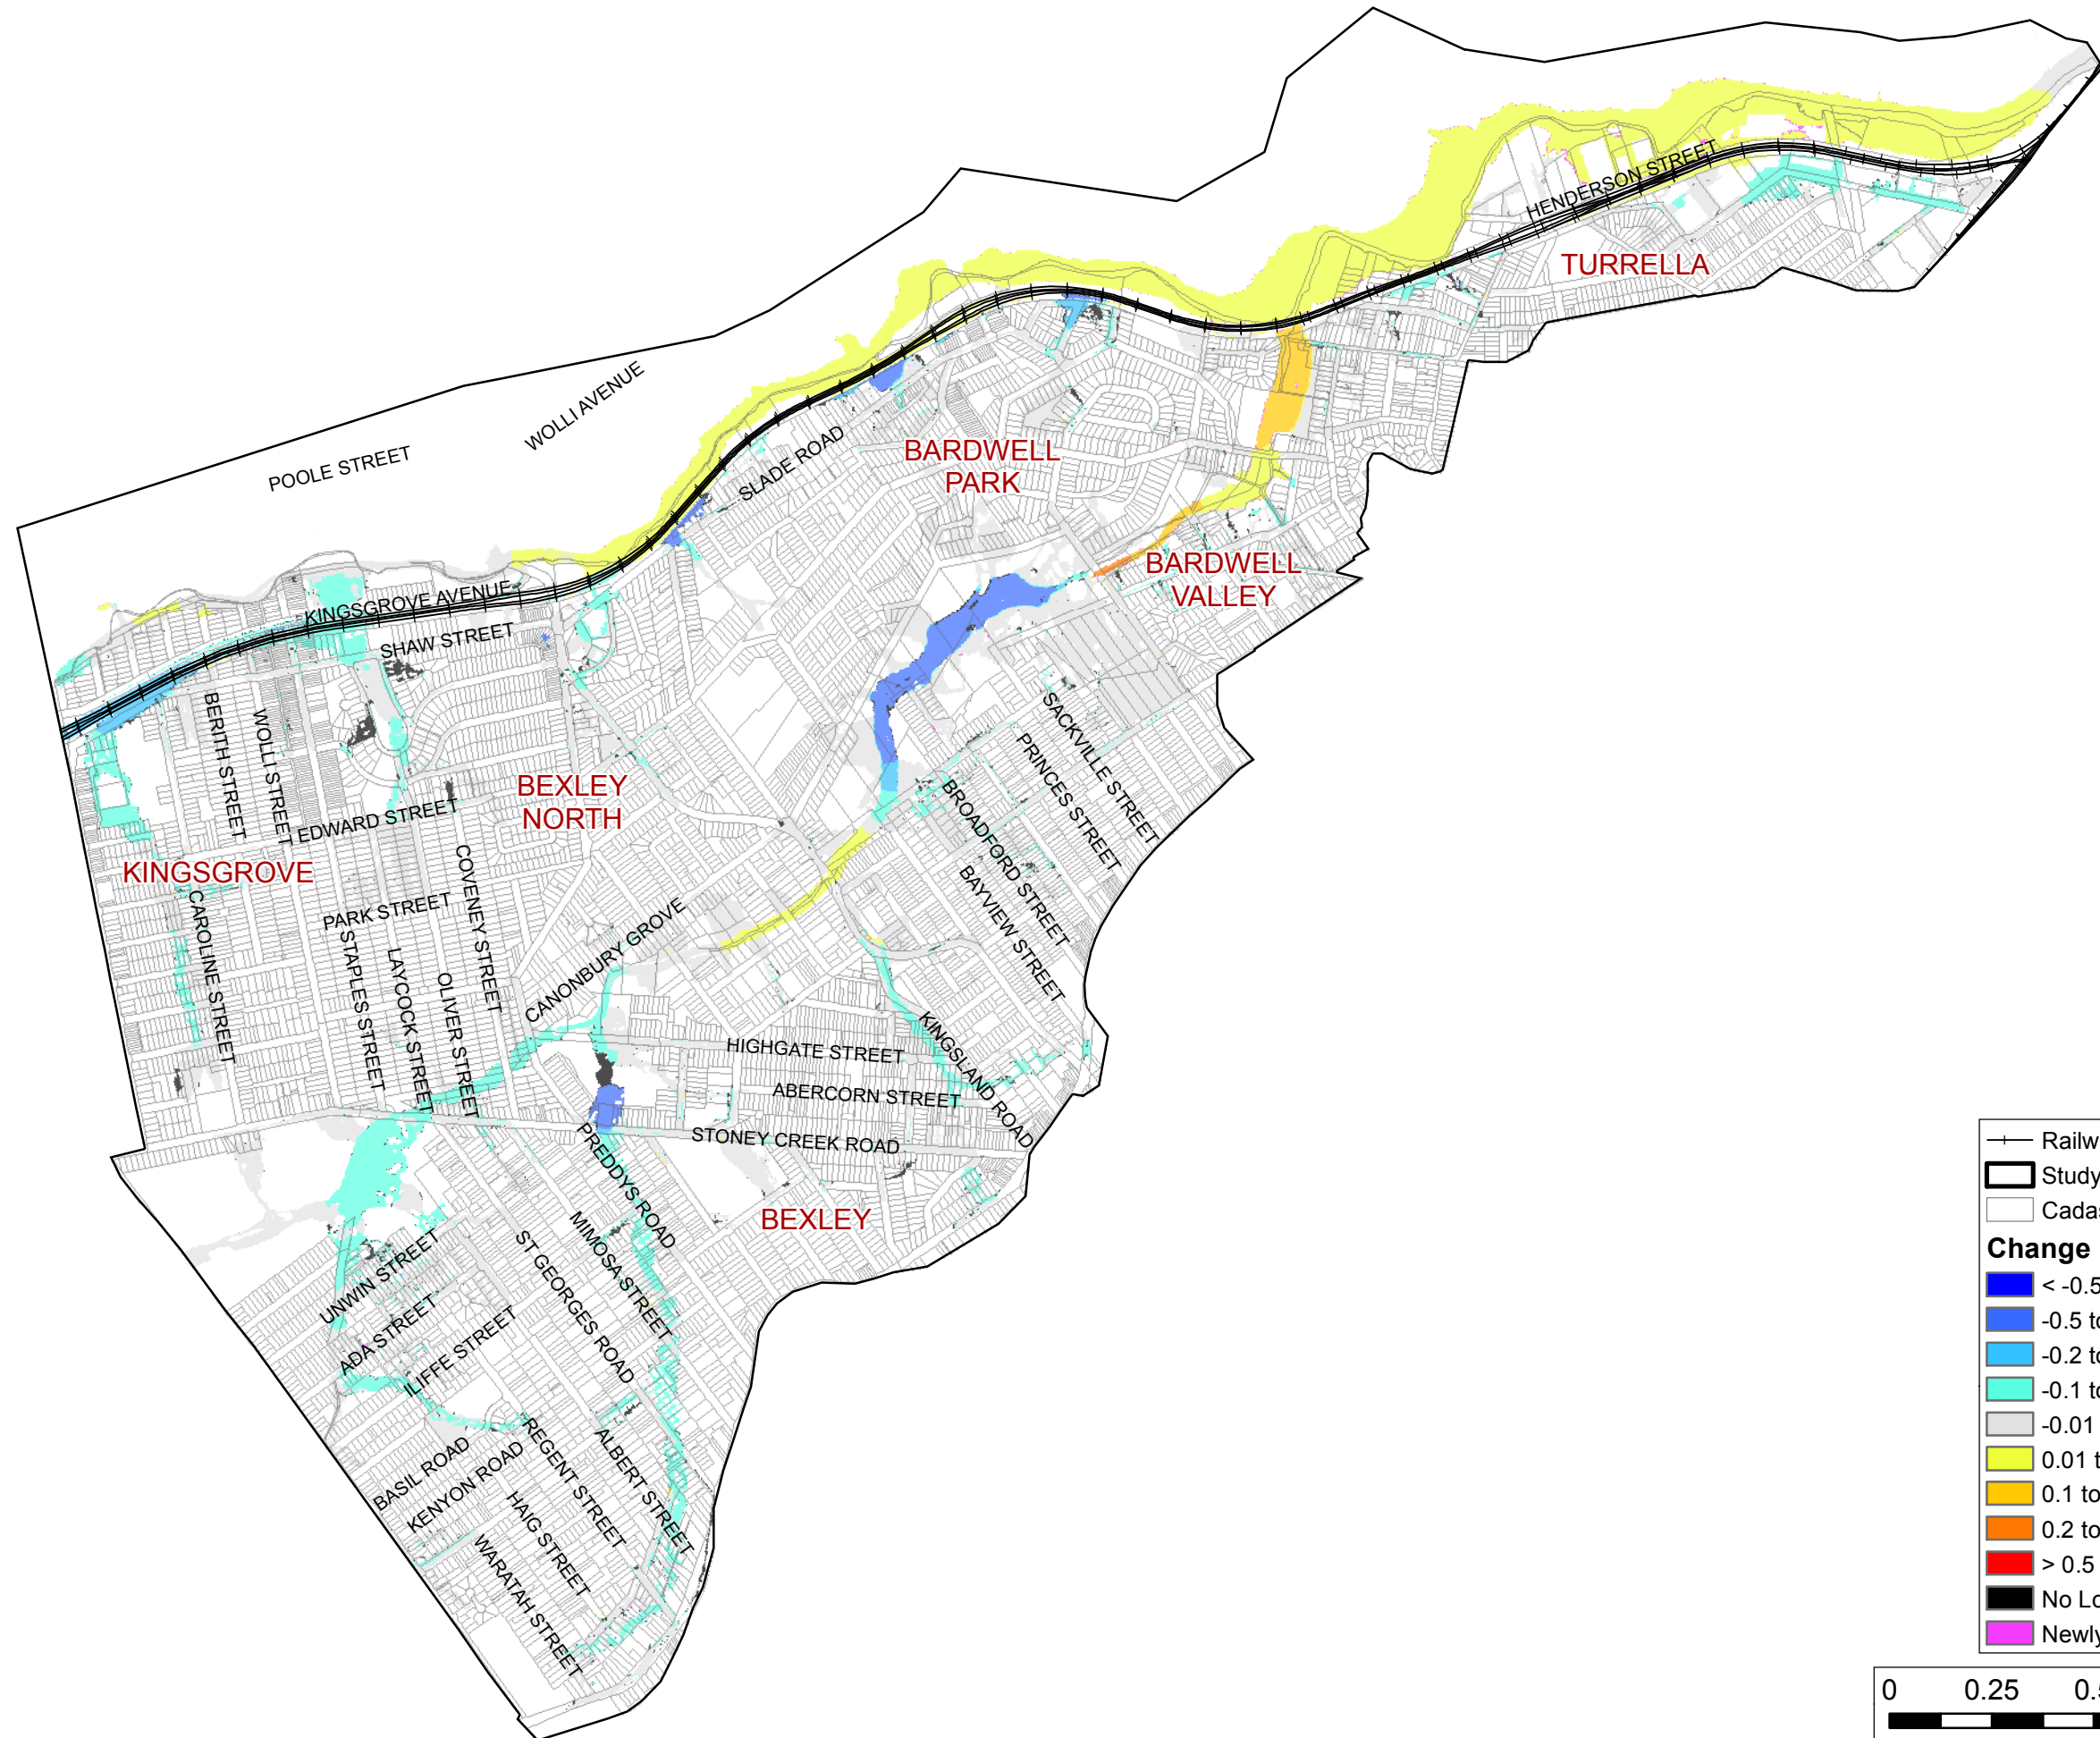 HENDERSON STREET
TURRELLA
WOLLI AVENUE
POOLE STREET
SLADE ROAD
BARDWELL
PARK
BARDWELL
VALLEY
KINGSGROVE AVENUE
SHAW STREET
BERITH STREET
WOLLI STREET
EDWARD STREET
BEXLEY
NORTH
KINGSGROVE
SACKVILLE STREET
PRINCES STREET
BROADFORD STREET
BAYVIEW STREET
COVENEY STREET
PARK STREET
CAROLINE STREET
STAPLES STREET
LAYCOCK STREET
OLIVER STREET
CANONBURY GROVE
HIGHGATE STREET
KINGSLAND ROAD
ABERCORN STREET
STONEY CREEK ROAD
PREDDYS ROAD
BEXLEY
MIMOSA STREET
ST GEORGES ROAD
UNWIN STREET
ADA STREET
ILIFFE STREET
BASIL ROAD
KENYON ROAD
REGENT STREET
ALBERT STREET
HAIG STREET
WARATAH STREET
Railw
Study
Cadas
Change
< -0.5
-0.5 to
-0.2 to
-0.1 to
-0.01
0.01 t
0.1 to
0.2 to
> 0.5
No Lo
Newly
0 0.25 0.5